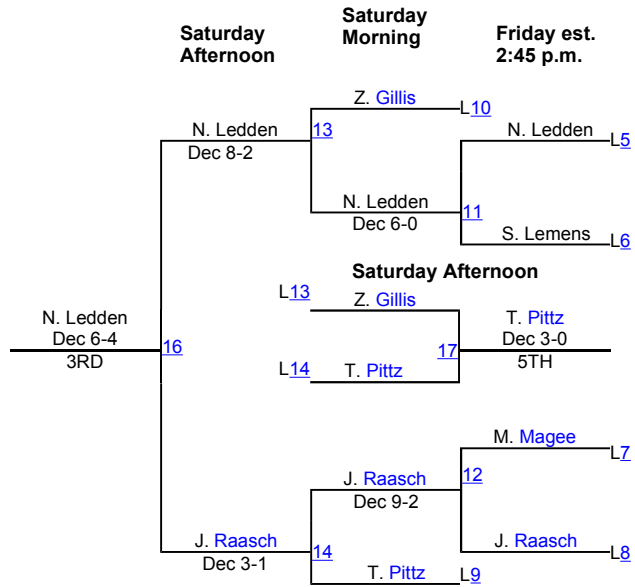 Saturday
Afternoon
Saturday
Morning
Friday est.
2:45 p.m.
Z. Gillis
L10
N. Ledden
13
N. Ledden
L5
Dec 8-2
N. Ledden
11
Dec 6-0
S. Lemens
L6
Saturday Afternoon
L13
Z. Gillis
N. Ledden
T. Pittz
Dec 6-4
16
17
Dec 3-0
3RD
5TH
L14
T. Pittz
M. Magee
L7
J. Raasch
12
Dec 9-2
J. Raasch
14
J. Raasch
L8
Dec 3-1
T. Pittz
L9